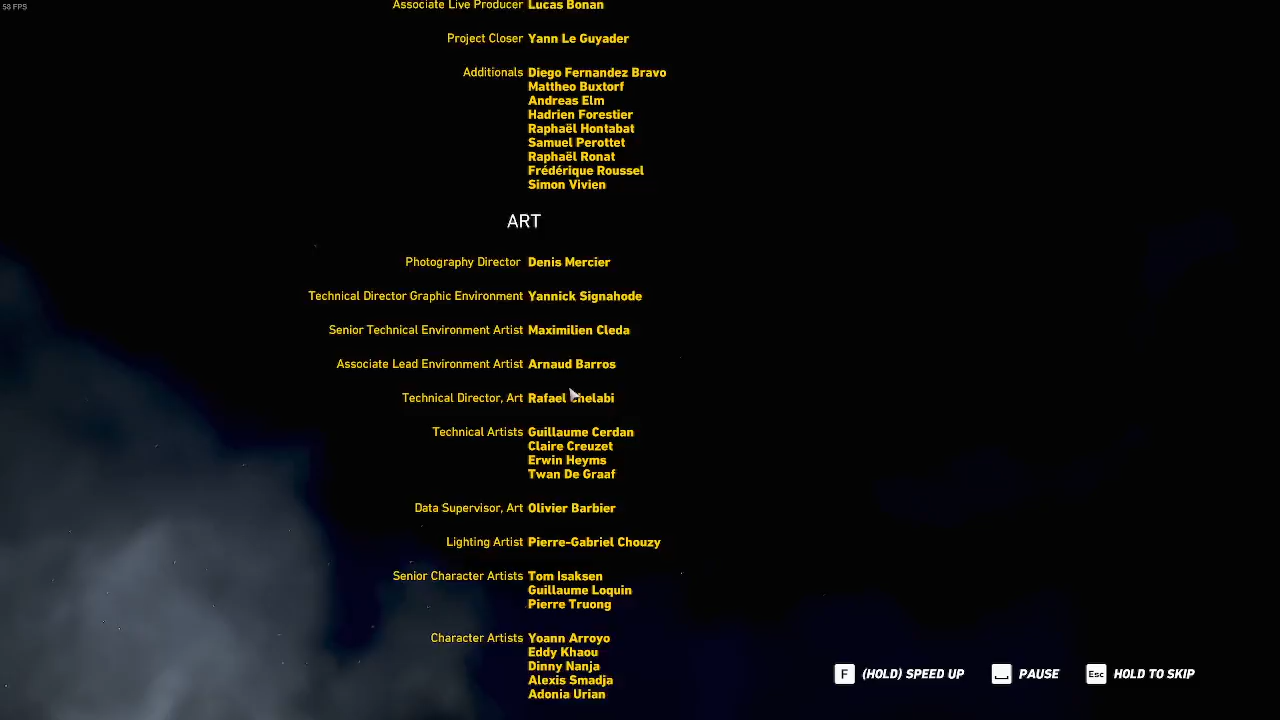 58 FPS
Associate Live Producer Lucas Bonan
Project Closer Yann Le Guyader
Additionals Diego Fernandez Bravo
Mattheo Buxtorf
Andreas Elm
Hadrien Forestier
Raphaël Hontabat
Samuel Perottet
Raphaël Ronat
Frédérique Roussel
Simon Vivien
ART
Photography Director Denis Mercier
Technical Director Graphic Environment Yannick Signahode
Senior Technical Environment Artist Maximilien Cleda
Associate Lead Environment Artist Arnaud Barros
Technical Director, Art Rafael Chelabi
Technical Artists Guillaume Cerdan
Claire Creuzet
Erwin Heyms
Twan De Graaf
Data Supervisor, Art Olivier Barbier
Lighting Artist Pierre-Gabriel Chouzy
Senior Character Artists Tom Isaksen
Guillaume Loquin
Pierre Truong
Character Artists Yoann Arroyo
Eddy Khaou
Dinny Nanja
Alexis Smadja
Adonia Urian
F (HOLD) SPEED UP PAUSE Esc HOLD TO SKIP